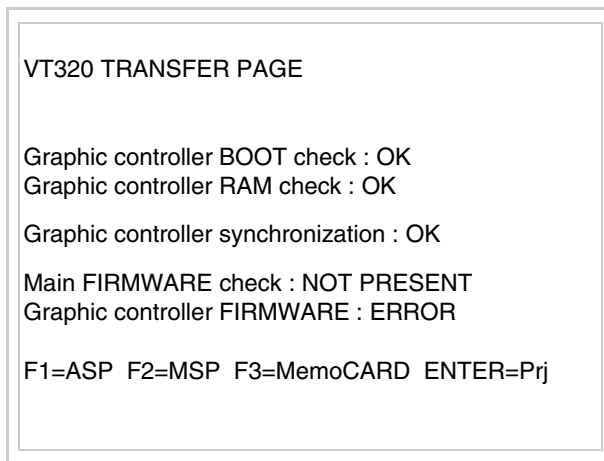 VT320 TRANSFER PAGE
Graphic controller BOOT check : OK
Graphic controller RAM check : OK
Graphic controller synchronization : OK
Main FIRMWARE check : NOT PRESENT
Graphic controller FIRMWARE : ERROR
F1=ASP F2=MSP F3=MemoCARD ENTER=Prj